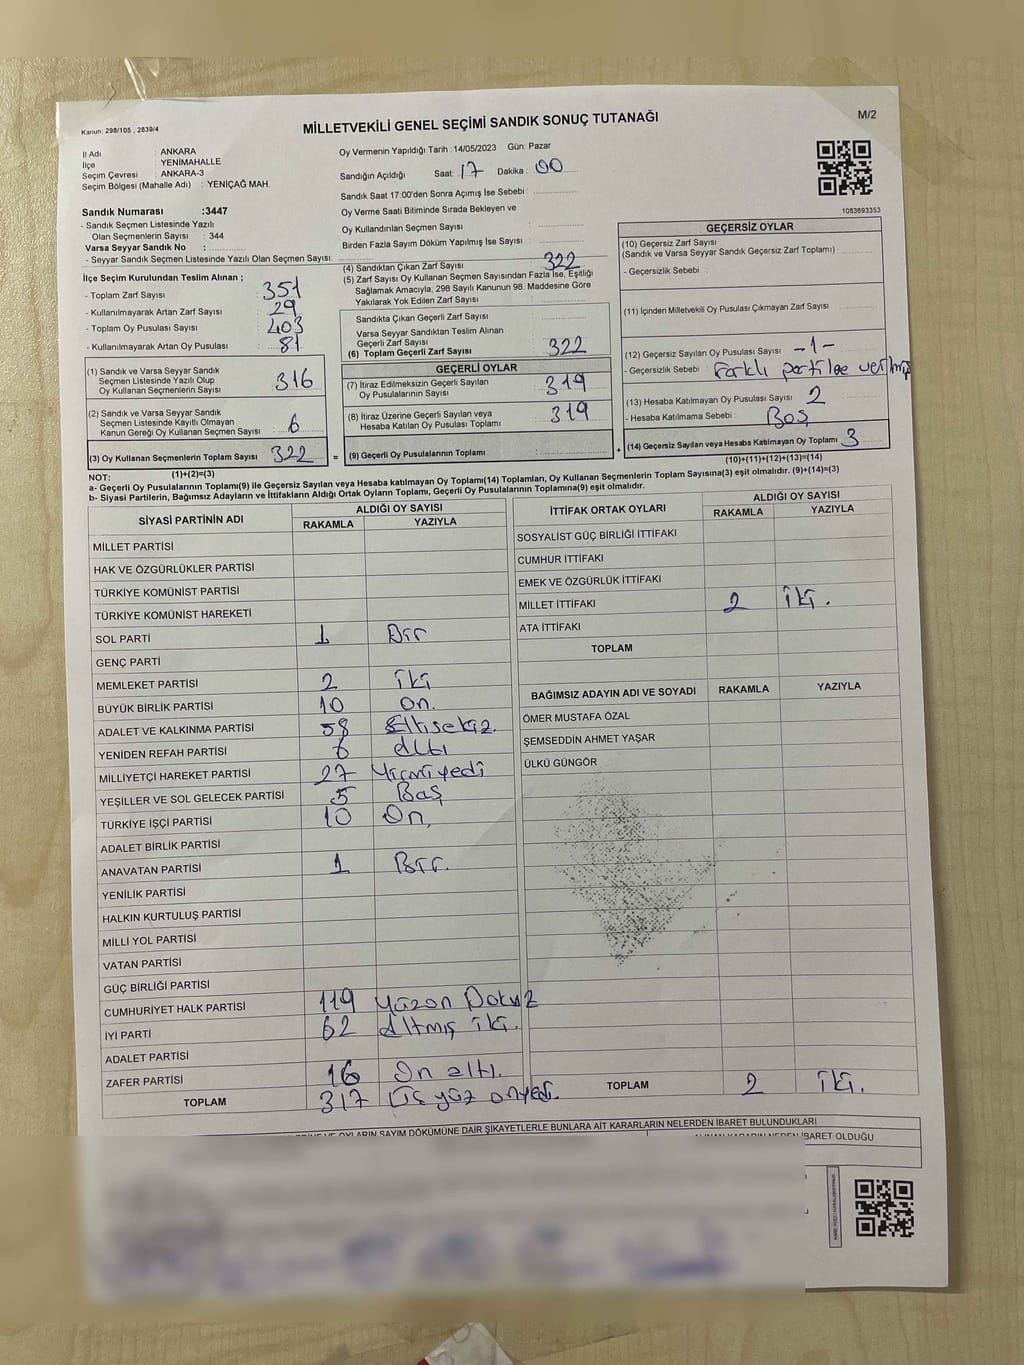 Kanun: 298/105 , 2839/4
M/2
MİLLETVEKİLİ GENEL SEÇİMİ SANDIK SONUÇ TUTANAĞI
İl Adı : ANKARA
İlçe : YENİMAHALLE
Seçim Çevresi : ANKARA-3
Seçim Bölgesi (Mahalle Adı) : YENİÇAĞ MAH.
Oy Vermenin Yapıldığı Tarih : 14/05/2023 Gün: Pazar
Sandığın Açıldığı Saat: 17 Dakika : 00
Sandık Saat 17:00'den Sonra Açımış İse Sebebi :
Oy Verme Saati Bitiminde Sırada Bekleyen ve
Oy Kullandırılan Seçmen Sayısı :
Birden Fazla Sayım Döküm Yapılmış İse Sayısı :
1083693353
Sandık Numarası :3447
- Sandık Seçmen Listesinde Yazılı
Olan Seçmenlerin Sayısı : 344
Varsa Seyyar Sandık No :
- Seyyar Sandık Seçmen Listesinde Yazılı Olan Seçmen Sayısı:
İlçe Seçim Kurulundan Teslim Alınan ;
- Toplam Zarf Sayısı : 351
- Kullanılmayarak Artan Zarf Sayısı : 29
- Toplam Oy Pusulası Sayısı : 403
- Kullanılmayarak Artan Oy Pusulası : 81
(1) Sandık ve Varsa Seyyar Sandık
Seçmen Listesinde Yazılı Olup
Oy Kullanan Seçmenlerin Sayısı : 316
(2) Sandık ve Varsa Seyyar Sandık
Seçmen Listesinde Kayıtlı Olmayan
Kanun Gereği Oy Kullanan Seçmen Sayısı : 6
(3) Oy Kullanan Seçmenlerin Toplam Sayısı 322
(1)+(2)=(3)
(4) Sandıktan Çıkan Zarf Sayısı : 322
(5) Zarf Sayısı Oy Kullanan Seçmen Sayısından Fazla İse, Eşitliği
Sağlamak Amacıyla; 298 Sayılı Kanunun 98. Maddesine Göre
Yakılarak Yok Edilen Zarf Sayısı :
Sandıkta Çıkan Geçerli Zarf Sayısı :
Varsa Seyyar Sandıktan Teslim Alınan
Geçerli Zarf Sayısı :
(6) Toplam Geçerli Zarf Sayısı : 322
GEÇERLİ OYLAR
(7) İtiraz Edilmeksizin Geçerli Sayılan
Oy Pusulalarının Sayısı : 319
(8) İtiraz Üzerine Geçerli Sayılan veya
Hesaba Katılan Oy Pusulası Toplamı : 319
= (9) Geçerli Oy Pusulalarının Toplamı :
GEÇERSİZ OYLAR
(10) Geçersiz Zarf Sayısı
(Sandık ve Varsa Seyyar Sandık Geçersiz Zarf Toplamı)
- Geçersizlik Sebebi :
(11) İçinden Milletvekili Oy Pusulası Çıkmayan Zarf Sayısı :
(12) Geçersiz Sayılan Oy Pusulası Sayısı -1-
- Geçersizlik Sebebi : Farklı partilge verlmiş
(13) Hesaba Katılmayan Oy Pusulası Sayısı : 2
- Hesaba Katılmama Sebebi : Boş
+ (14) Geçersiz Sayılan veya Hesaba Katılmayan Oy Toplamı 3
(10)+(11)+(12)+(13)=(14)
NOT:
a- Geçerli Oy Pusulalarının Toplamı(9) ile Geçersiz Sayılan veya Hesaba katılmayan Oy Toplamı(14) Toplamları, Oy Kullanan Seçmenlerin Toplam Sayısına(3) eşit olmalıdır. (9)+(14)=(3)
b- Siyasi Partilerin, Bağımsız Adayların ve İttifakların Aldığı Ortak Oyların Toplamı, Geçerli Oy Pusulalarının Toplamına(9) eşit olmalıdır.
SİYASİ PARTİNİN ADI ALDIĞI OY SAYISI
RAKAMLA YAZIYLA
MİLLET PARTİSİ
HAK VE ÖZGÜRLÜKLER PARTİSİ
TÜRKİYE KOMÜNİST PARTİSİ
TÜRKİYE KOMÜNİST HAREKETİ
SOL PARTİ 1 Bir
GENÇ PARTİ
MEMLEKET PARTİSİ 2 iki
BÜYÜK BİRLİK PARTİSİ 10 On.
ADALET VE KALKINMA PARTİSİ 58 Ellisekiz.
YENİDEN REFAH PARTİSİ 6 Altı
MİLLİYETÇİ HAREKET PARTİSİ 27 Yirmiyedi
YEŞİLLER VE SOL GELECEK PARTİSİ 5 Beş
TÜRKİYE İŞÇİ PARTİSİ 10 On,
ADALET BİRLİK PARTİSİ
ANAVATAN PARTİSİ 1 Bir.
YENİLİK PARTİSİ
HALKIN KURTULUŞ PARTİSİ
MİLLİ YOL PARTİSİ
VATAN PARTİSİ
GÜÇ BİRLİĞİ PARTİSİ
CUMHURİYET HALK PARTİSİ 119 Yüzon Dokuz
İYİ PARTİ 62 Altmış iki.
ADALET PARTİSİ
ZAFER PARTİSİ 16 On altı.
TOPLAM 317 Üç yüz onyedi.
İTTİFAK ORTAK OYLARI ALDIĞI OY SAYISI
RAKAMLA YAZIYLA
SOSYALİST GÜÇ BİRLİĞİ İTTİFAKI
CUMHUR İTTİFAKI
EMEK VE ÖZGÜRLÜK İTTİFAKI
MİLLET İTTİFAKI 2 iki.
ATA İTTİFAKI
TOPLAM
BAĞIMSIZ ADAYIN ADI VE SOYADI RAKAMLA YAZIYLA
ÖMER MUSTAFA ÖZAL
ŞEMSEDDİN AHMET YAŞAR
ÜLKÜ GÜNGÖR
TOPLAM 2 iki.
VE OYLARIN SAYIM DÖKÜMÜNE DAİR ŞİKAYETLERLE BUNLARA AİT KARARLARIN NELERDEN İBARET BULUNDUKLARI
NEDEN İBARET OLDUĞU